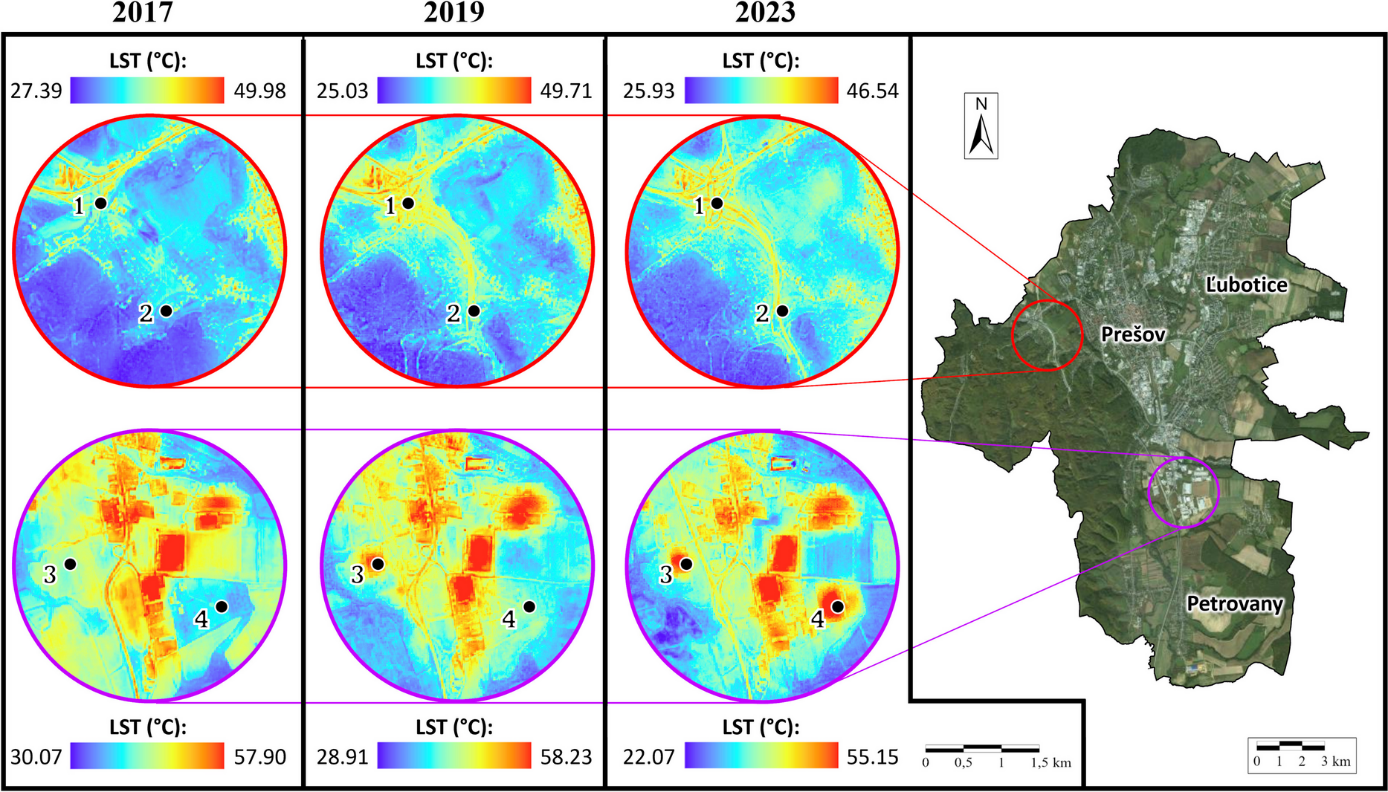 2017 2019 2023
LST (°C): LST (°C): LST (°C):
27.39 49.98 25.03 49.71 25.93 46.54
N
1 1 1
Ľubotice
2 2 2
Prešov
3 3 3
4 4 4
Petrovany
LST (°C): LST (°C): LST (°C):
30.07 57.90 28.91 58.23 22.07 55.15
0 0,5 1 1,5 km
0 1 2 3 km